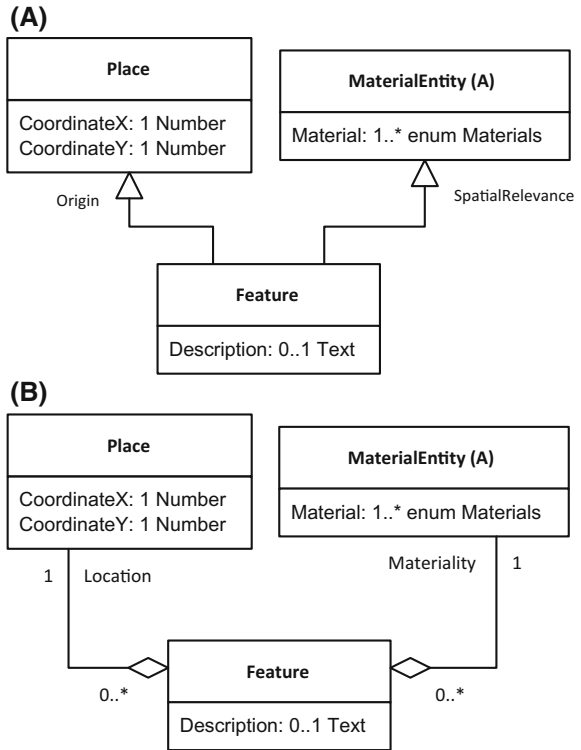 (A)
Place
CoordinateX: 1 Number
CoordinateY: 1 Number
MaterialEntity (A)
Material: 1..* enum Materials
Origin
SpatialRelevance
Feature
Description: 0..1 Text
(B)
Place
CoordinateX: 1 Number
CoordinateY: 1 Number
MaterialEntity (A)
Material: 1..* enum Materials
1 Location
Materiality 1
0..*
0..*
Feature
Description: 0..1 Text